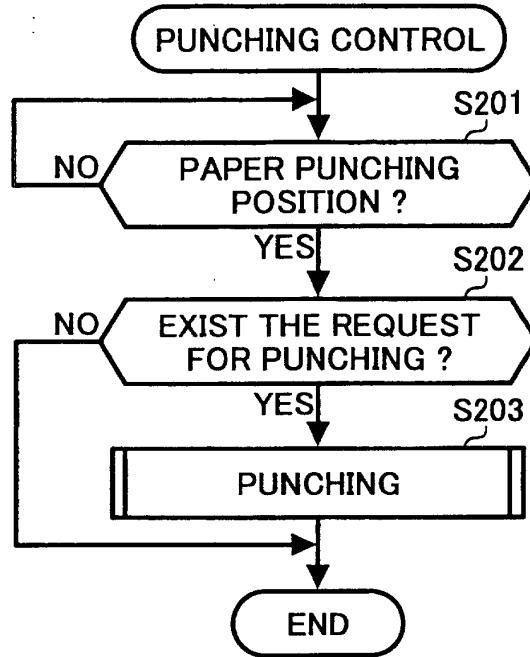 PUNCHING CONTROL
S201
NO
PAPER PUNCHING
POSITION ?
YES
S202
NO
EXIST THE REQUEST
FOR PUNCHING ?
YES
S203
PUNCHING
END